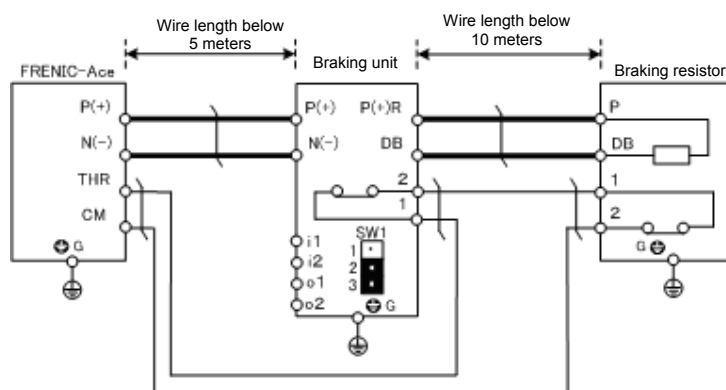 Wire length below
5 meters
Wire length below
10 meters
FRENIC-Ace
Braking unit
Braking resistor
P(+)
P(+)
P(+)R
P
N(-)
N(-)
DB
DB
THR
2
1
CM
1
2
SW1
i1
1
G
i2
2
G
o1
3
o2
G